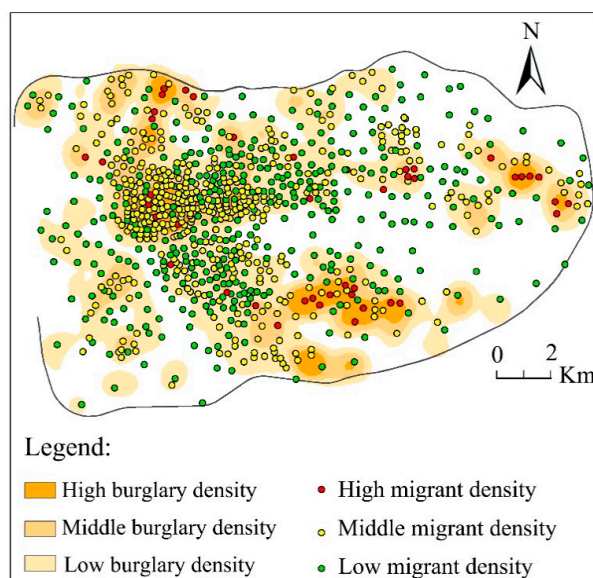 N
0 2
Km
Legend:
High burglary density
High migrant density
Middle burglary density
Middle migrant density
Low burglary density
Low migrant density